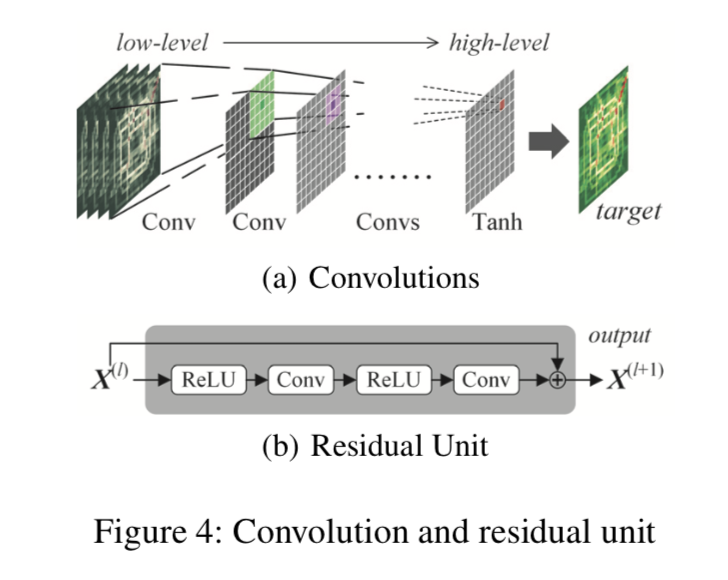 low-level high-level
Conv Conv Convs Tanh target
(a) Convolutions
output
X(l) ReLU Conv ReLU Conv X(l+1)
(b) Residual Unit
Figure 4: Convolution and residual unit